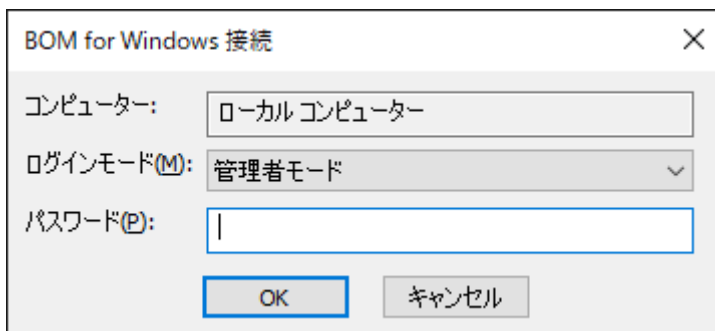 BOM for Windows 接続
コンピューター: ローカル コンピューター
ログインモード(M): 管理者モード
パスワード(P):
OK キャンセル